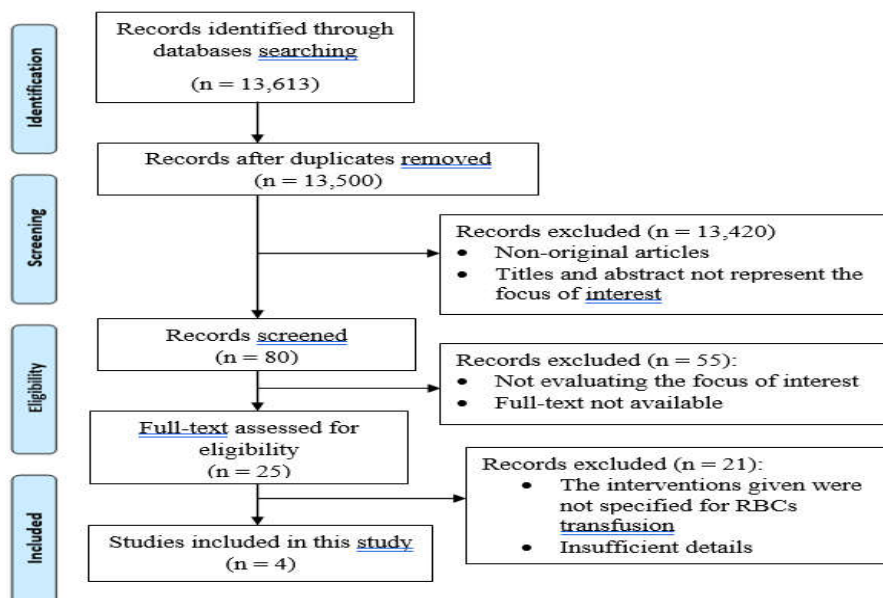 Identification
Records identified through
databases searching
(n = 13,613)
Records after duplicates removed
(n = 13,500)
Screening
Records excluded (n = 13,420)
• Non-original articles
• Titles and abstract not represent the
focus of interest
Records screened
(n = 80)
Eligibility
Records excluded (n = 55):
• Not evaluating the focus of interest
• Full-text not available
Full-text assessed for
eligibility
(n = 25)
Records excluded (n = 21):
• The interventions given were
not specified for RBCs
transfusion
• Insufficient details
Included
Studies included in this study
(n = 4)